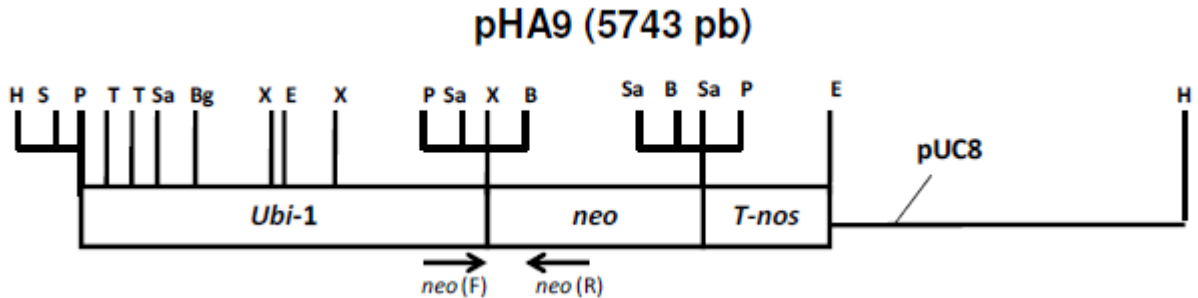 pHA9 (5743 pb)
H S P T T Sa Bg X E X P Sa X B Sa B Sa P E H
pUC8
Ubi-1 neo T-nos
neo (F) neo (R)